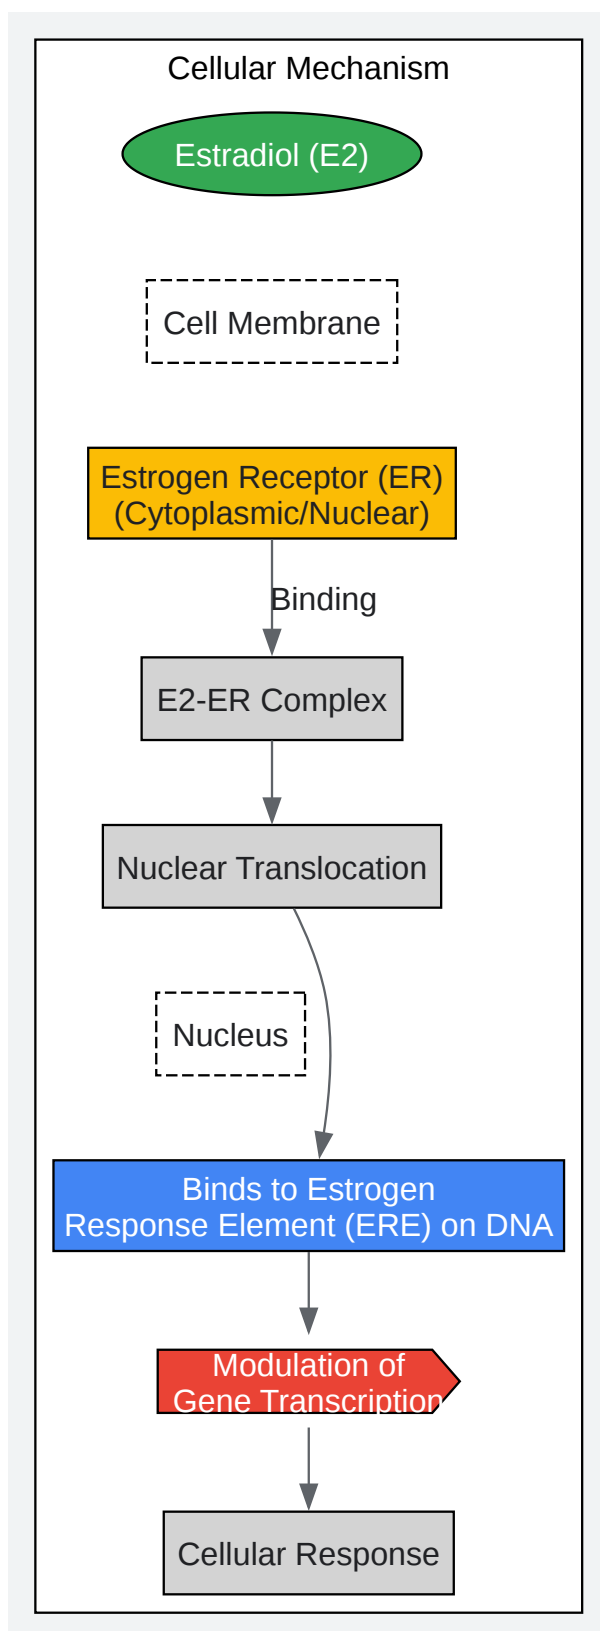 Cellular Mechanism
Estradiol (E2)
Cell Membrane
Estrogen Receptor (ER)
(Cytoplasmic/Nuclear)
Binding
E2-ER Complex
Nuclear Translocation
Nucleus
Binds to Estrogen
Response Element (ERE) on DNA
Modulation of
Gene Transcription
Cellular Response